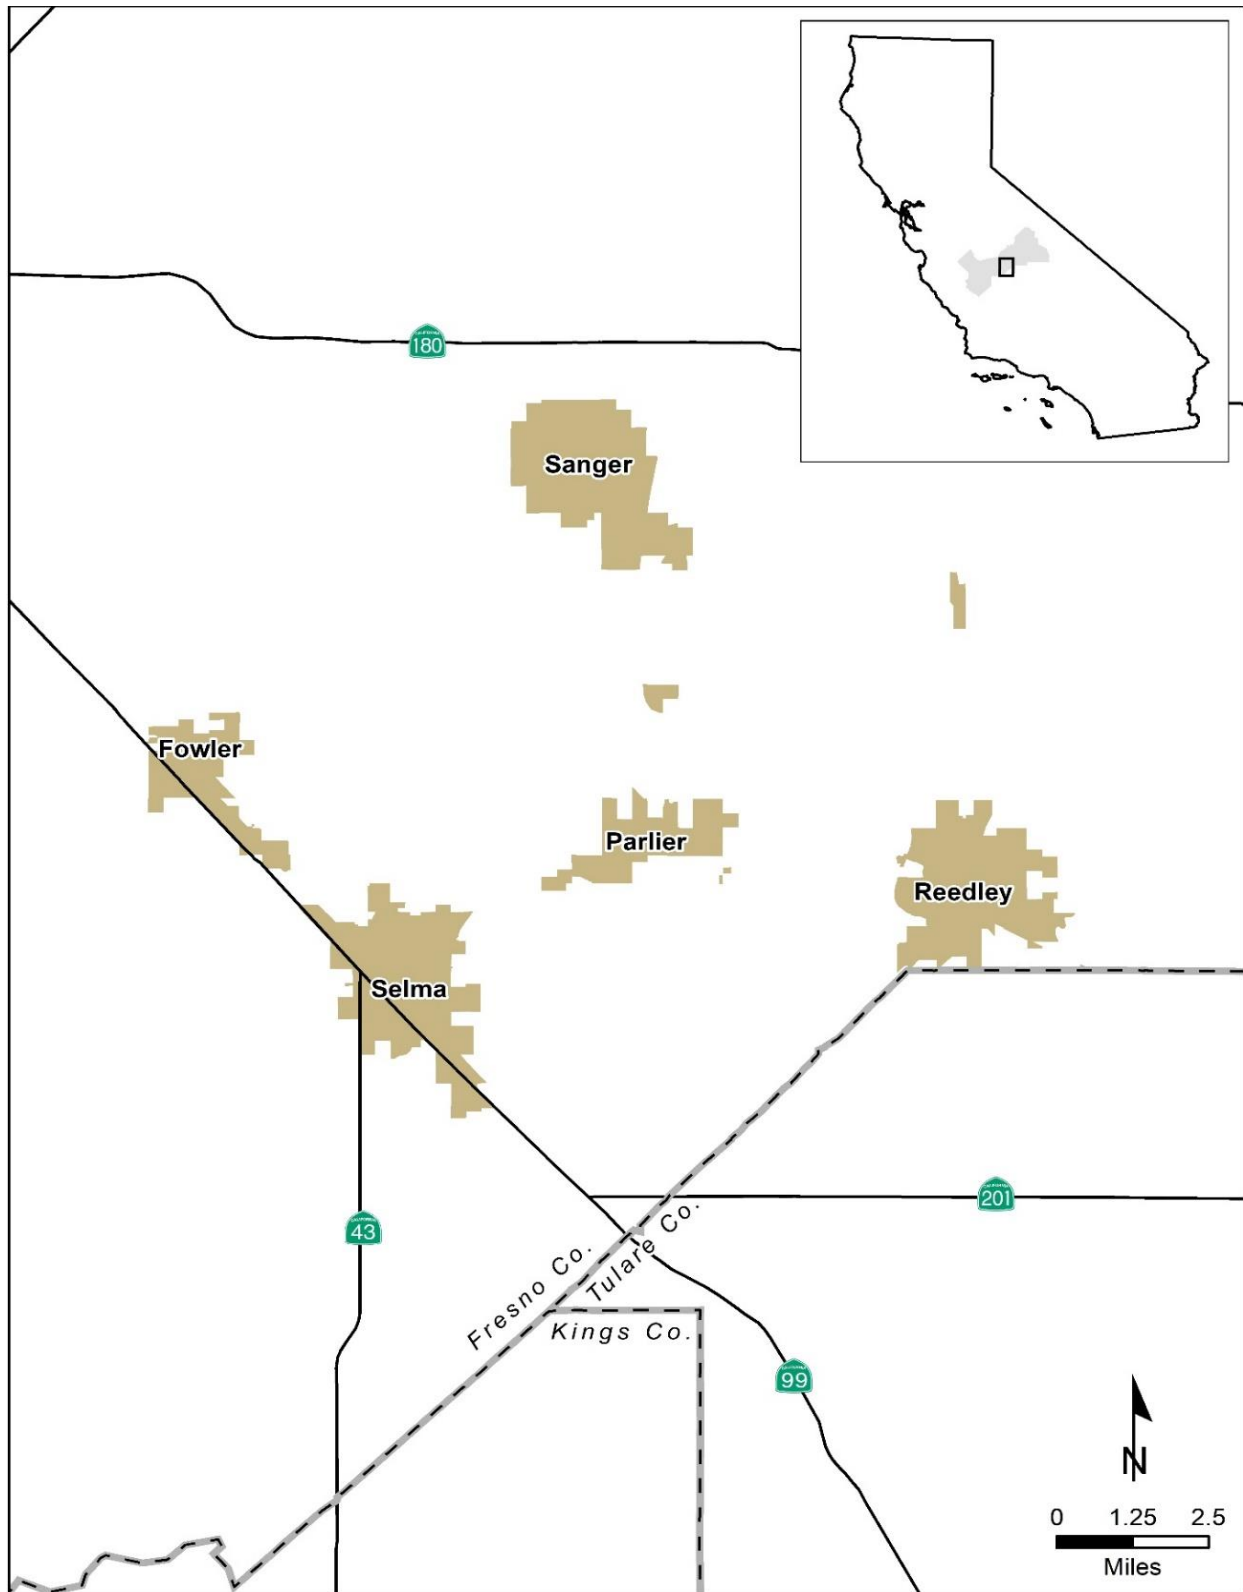 180
Sanger
Fowler
Parlier
Reedley
Selma
201
43
Fresno Co.
Tulare Co.
Kings Co.
99
N
0 1.25 2.5
Miles